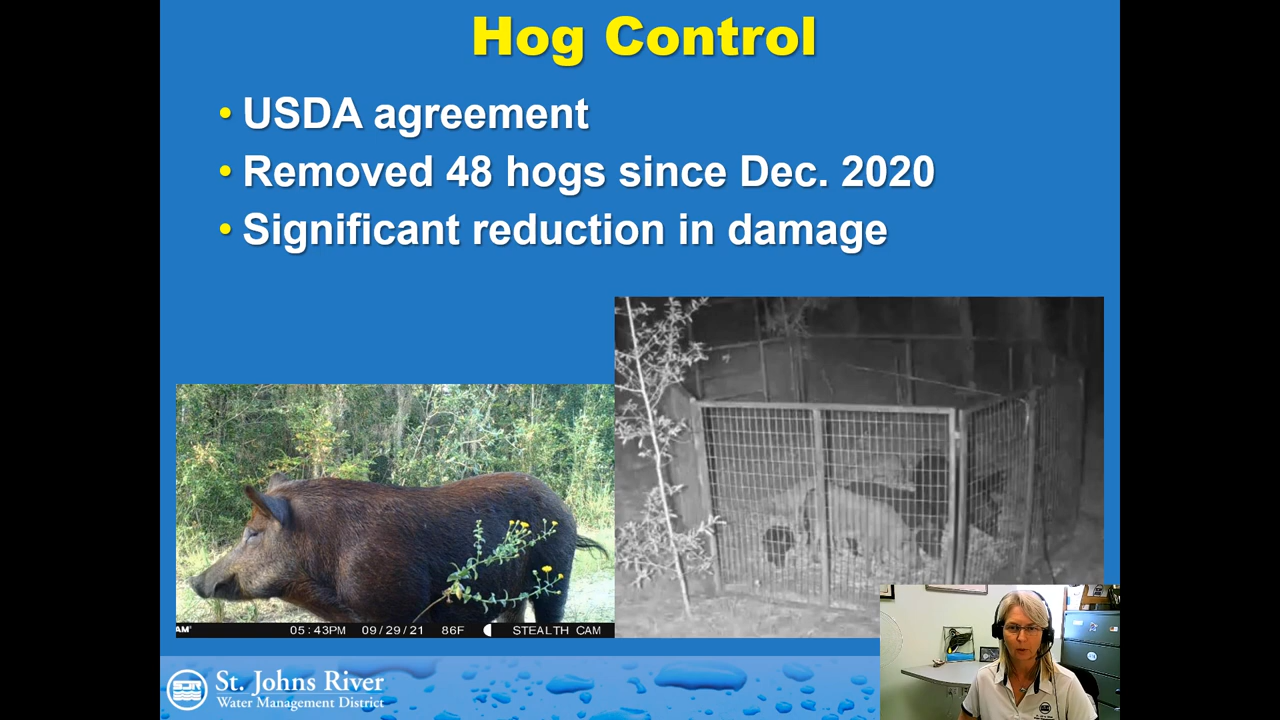 Hog Control
• USDA agreement
• Removed 48 hogs since Dec. 2020
• Significant reduction in damage
AM'
05:43PM 09/29/21 86F STEALTH CAM
St. Johns River
Water Management District